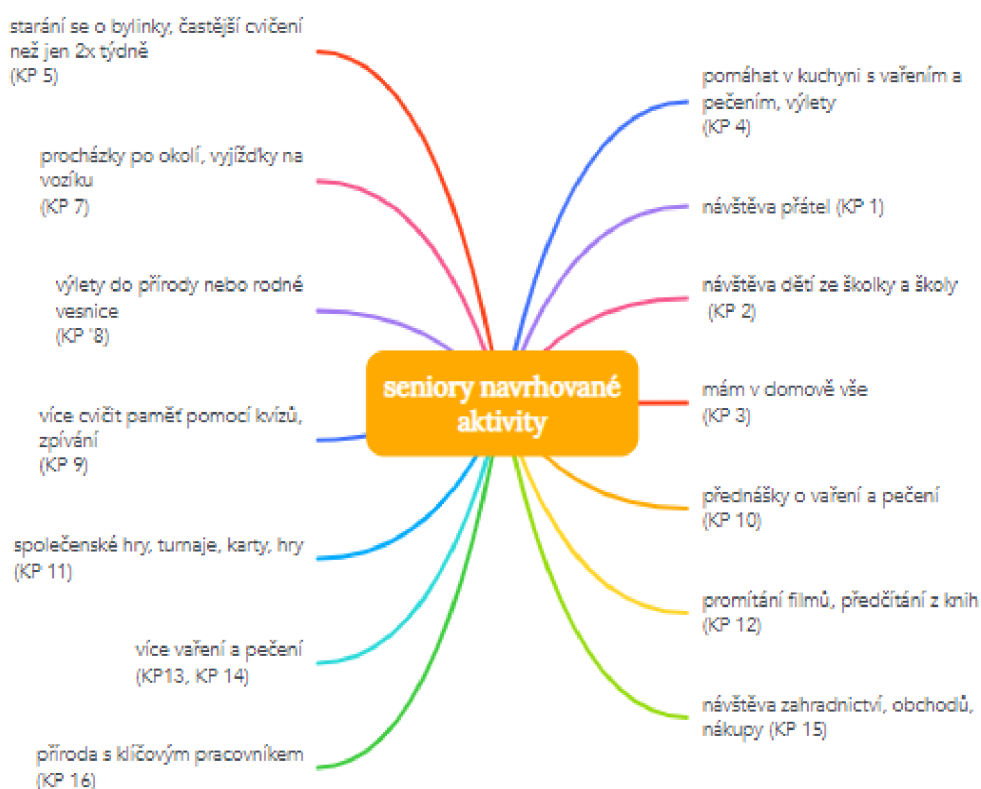 starání se o bylinky, častější cvičení
než jen 2x týdně
(KP 5)
procházky po okolí, vyjížďky na
vozíku
(KP 7)
výlety do přírody nebo rodné
vesnice
(KP '8)
více cvičit paměť pomocí kvízů,
zpívání
(KP 9)
společenské hry, turnaje, karty, hry
(KP 11)
více vaření a pečení
(KP13, KP 14)
příroda s klíčovým pracovníkem
(KP 16)
seniory navrhované
aktivity
pomáhat v kuchyni s vařením a
pečením, výlety
(KP 4)
návštěva přátel (KP 1)
návštěva dětí ze školky a školy
(KP 2)
mám v domově vše
(KP 3)
přednášky o vaření a pečení
(KP 10)
promítání filmů, předčítání z knih
(KP 12)
návštěva zahradnictví, obchodů,
nákupy (KP 15)